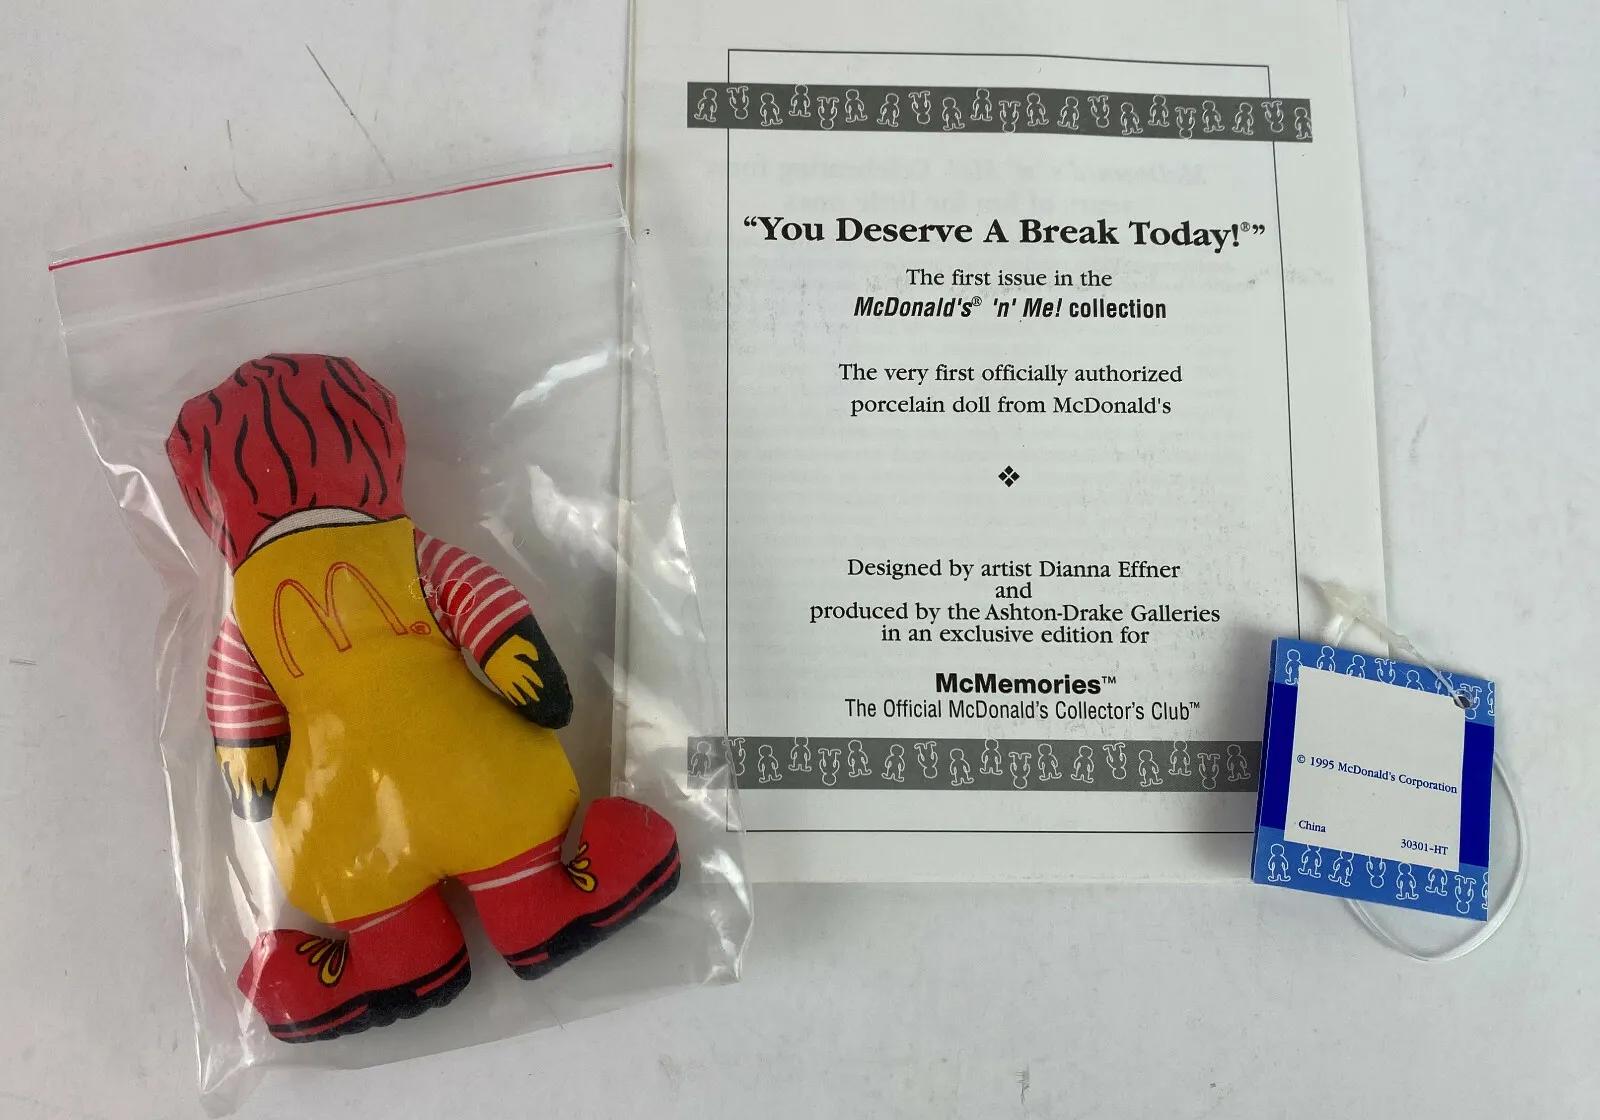 “You Deserve A Break Today!®”
The first issue in the
McDonald's® 'n' Me! collection
The very first officially authorized
porcelain doll from McDonald's
Designed by artist Dianna Effner
and
produced by the Ashton-Drake Galleries
in an exclusive edition for
McMemories™
The Official McDonald's Collector's Club™
M®
© 1995 McDonald's Corporation
China
30301-HT